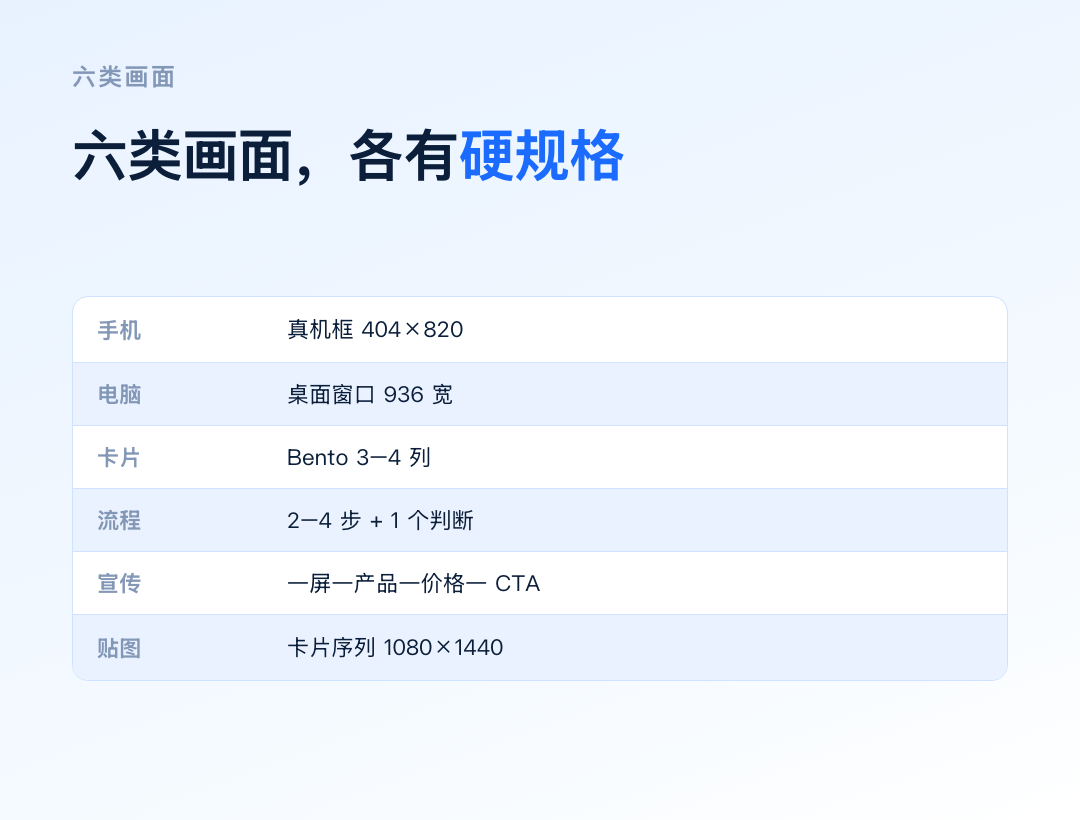 六类画面
六类画面，各有硬规格
手机 真机框 404×820
电脑 桌面窗口 936 宽
卡片 Bento 3–4 列
流程 2–4 步 + 1 个判断
宣传 一屏一产品一价格一 CTA
贴图 卡片序列 1080×1440